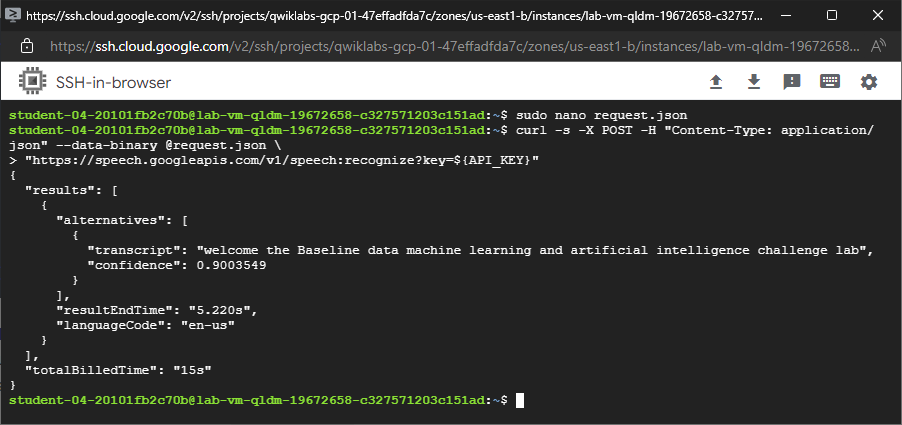 https://ssh.cloud.google.com/v2/ssh/projects/qwiklabs-gcp-01-47effadfda7c/zones/us-east1-b/instances/lab-vm-qldm-19672658-c32757...
https://ssh.cloud.google.com/v2/ssh/projects/qwiklabs-gcp-01-47effadfda7c/zones/us-east1-b/instances/lab-vm-qldm-19672658...
SSH-in-browser
student-04-20101fb2c70b@lab-vm-qldm-19672658-c327571203c151ad:~$ sudo nano request.json
student-04-20101fb2c70b@lab-vm-qldm-19672658-c327571203c151ad:~$ curl -s -X POST -H "Content-Type: application/
json" --data-binary @request.json \
> "https://speech.googleapis.com/v1/speech:recognize?key=${API_KEY}"
{
  "results": [
    {
      "alternatives": [
        {
          "transcript": "welcome the Baseline data machine learning and artificial intelligence challenge lab",
          "confidence": 0.9003549
        }
      ],
      "resultEndTime": "5.220s",
      "languageCode": "en-us"
    }
  ],
  "totalBilledTime": "15s"
}
student-04-20101fb2c70b@lab-vm-qldm-19672658-c327571203c151ad:~$